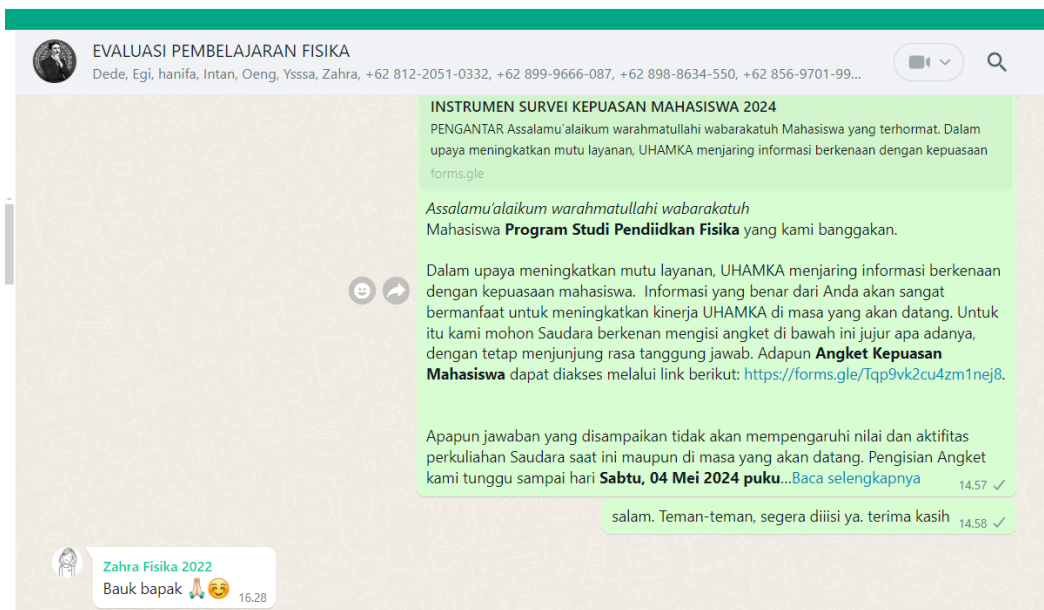 EVALUASI PEMBELAJARAN FISIKA
Dede, Egi, hanifa, Intan, Oeng, Ysssa, Zahra, +62 812-2051-0332, +62 899-9666-087, +62 898-8634-550, +62 856-9701-99...
INSTRUMEN SURVEI KEPUASAN MAHASISWA 2024
PENGANTAR Assalamu'alaikum warahmatullahi wabarakatuh Mahasiswa yang terhormat. Dalam
upaya meningkatkan mutu layanan, UHAMKA menjaring informasi berkenaan dengan kepuasaan
forms.gle
Assalamu'alaikum warahmatullahi wabarakatuh
Mahasiswa Program Studi Pendiidkan Fisika yang kami banggakan.
Dalam upaya meningkatkan mutu layanan, UHAMKA menjaring informasi berkenaan
dengan kepuasaan mahasiswa.  Informasi yang benar dari Anda akan sangat
bermanfaat untuk meningkatkan kinerja UHAMKA di masa yang akan datang. Untuk
itu kami mohon Saudara berkenan mengisi angket di bawah ini jujur apa adanya,
dengan tetap menjunjung rasa tanggung jawab. Adapun Angket Kepuasan
Mahasiswa dapat diakses melalui link berikut: https://forms.gle/Tqp9vk2cu4zm1nej8.
Apapun jawaban yang disampaikan tidak akan mempengaruhi nilai dan aktifitas
perkuliahan Saudara saat ini maupun di masa yang akan datang. Pengisian Angket
kami tunggu sampai hari Sabtu, 04 Mei 2024 puku...Baca selengkapnya 14.57
salam. Teman-teman, segera diiisi ya. terima kasih 14.58
Zahra Fisika 2022
Bauk bapak 🙏🏻☺️ 16.28